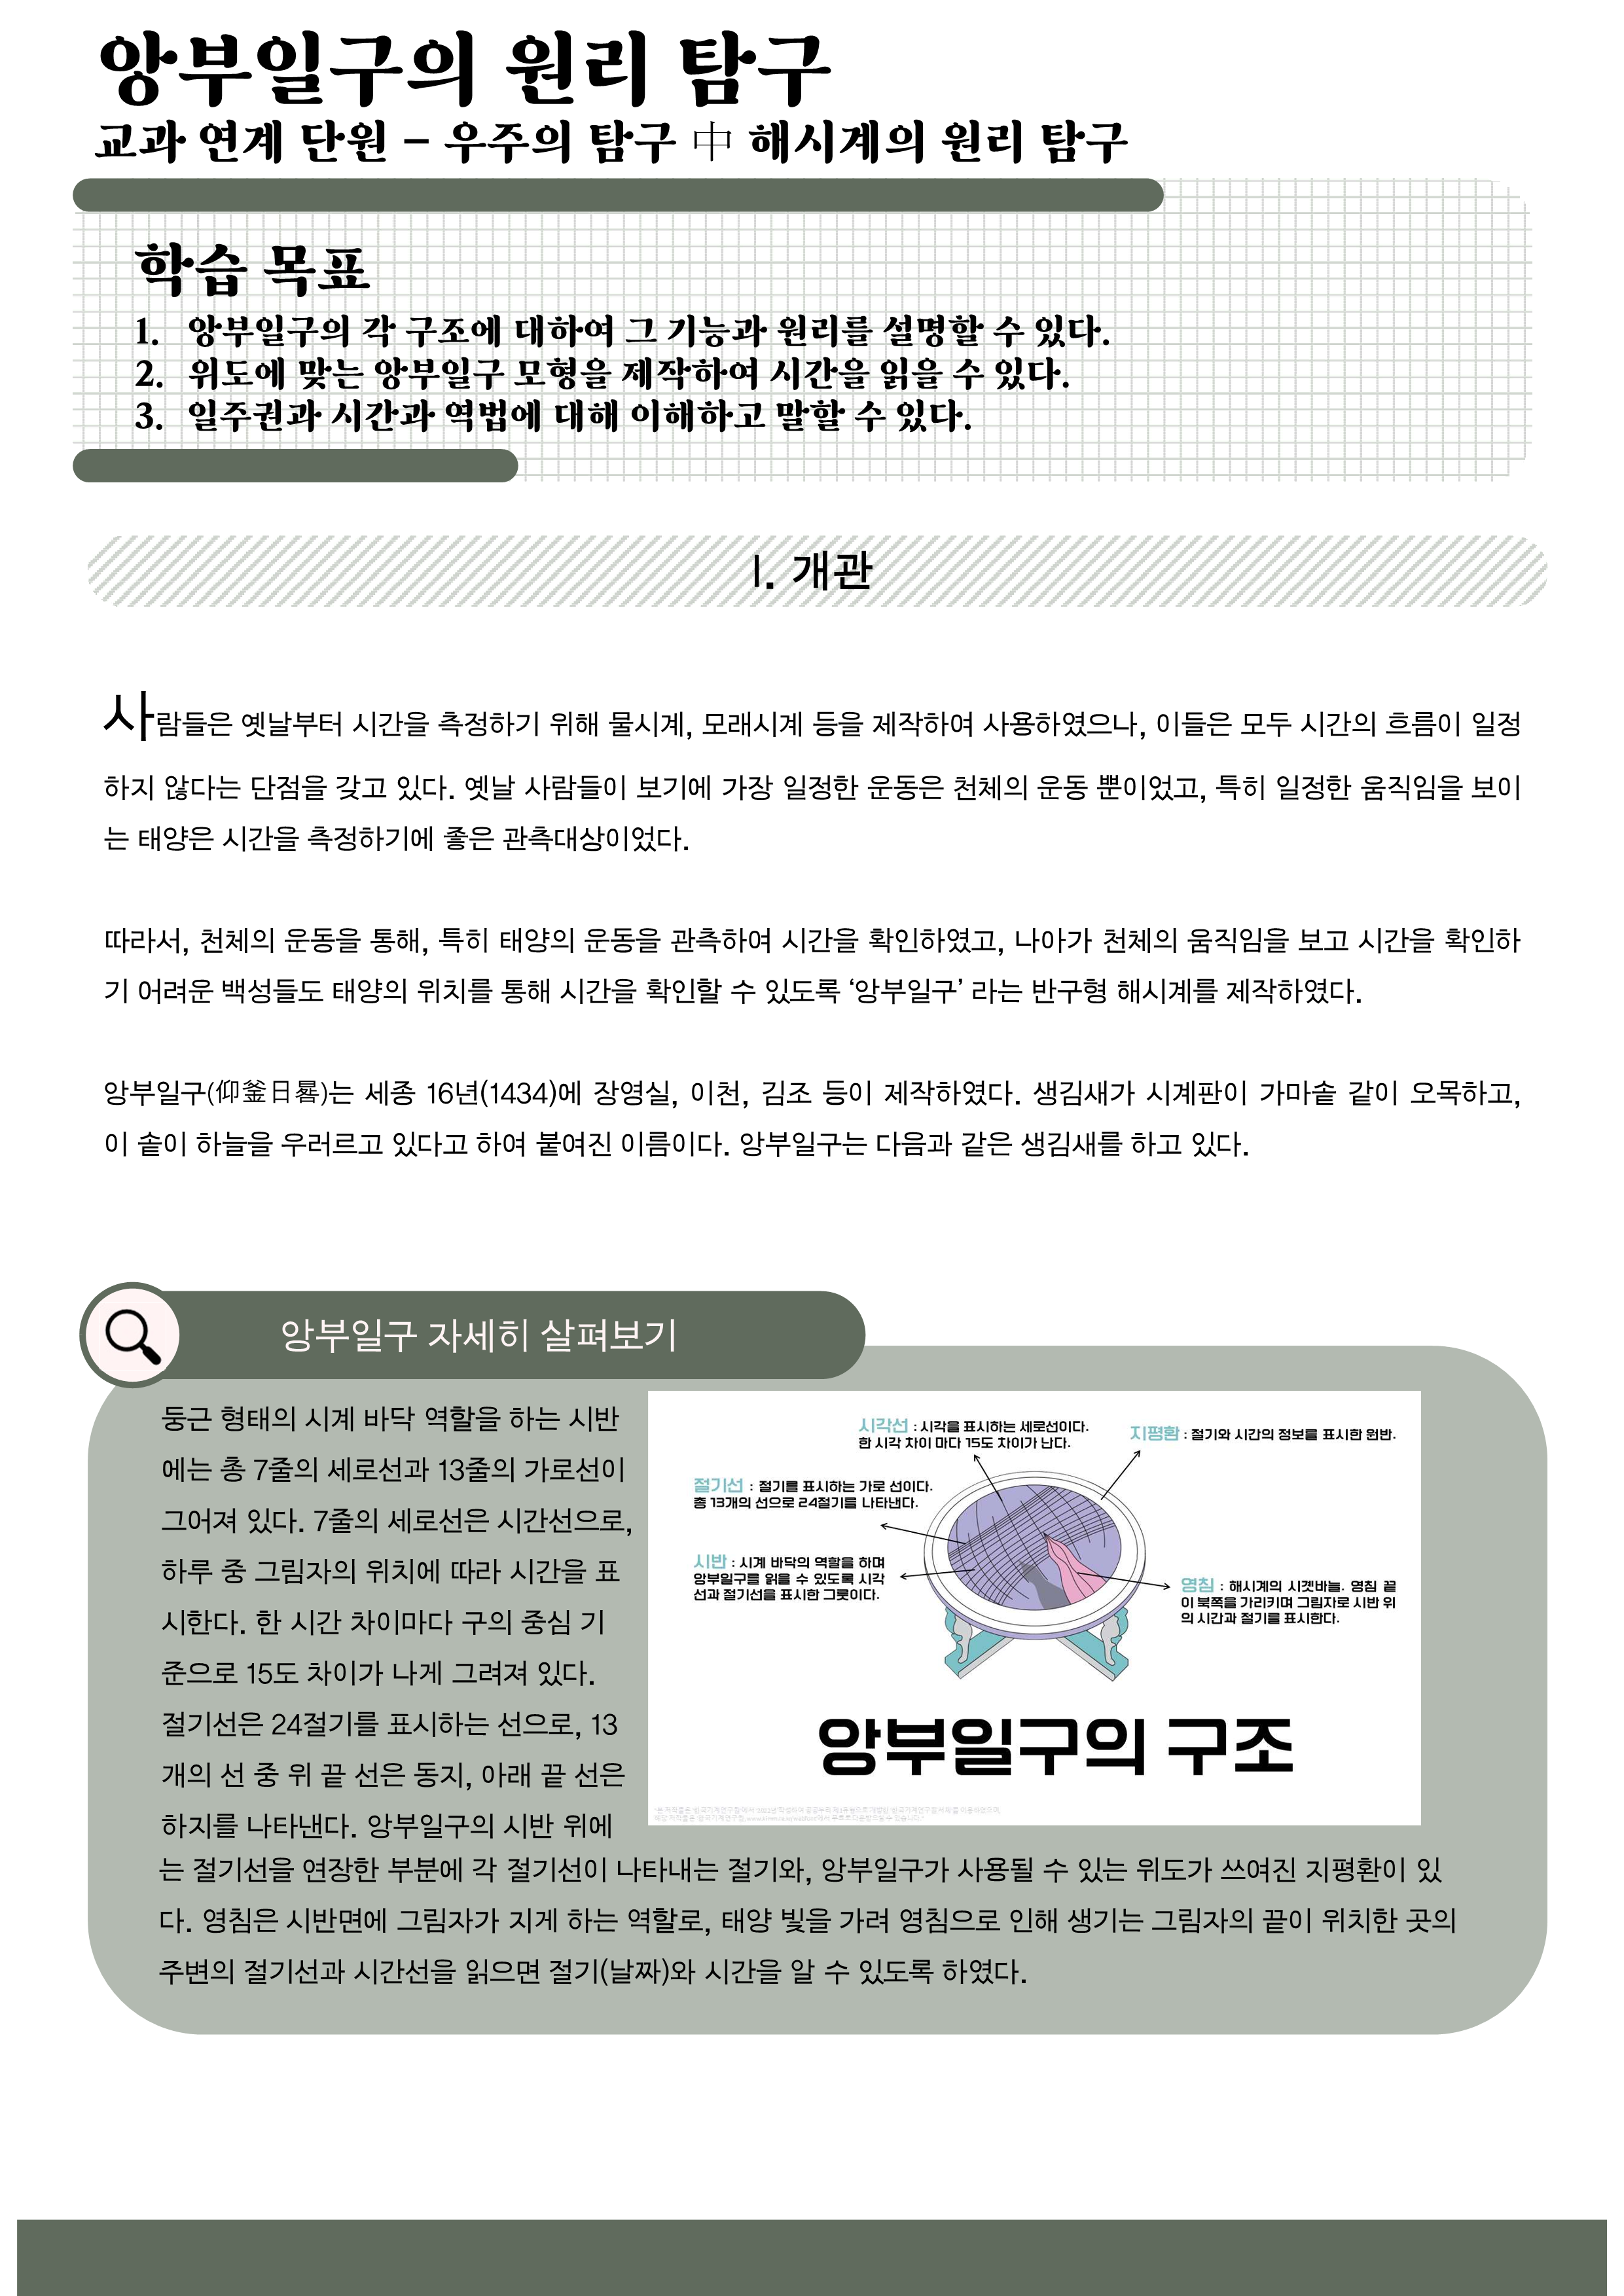 앙부일구의 원리 탐구
교과 연계 단원 – 우주의 탐구 中 해시계의 원리 탐구
학습 목표
1. 앙부일구의 각 구조에 대하여 그 기능과 원리를 설명할 수 있다.
2. 위도에 맞는 앙부일구 모형을 제작하여 시간을 읽을 수 있다.
3. 일주권과 시간과 역법에 대해 이해하고 말할 수 있다.
I. 개관
사람들은 옛날부터 시간을 측정하기 위해 물시계, 모래시계 등을 제작하여 사용하였으나, 이들은 모두 시간의 흐름이 일정
하지 않다는 단점을 갖고 있다. 옛날 사람들이 보기에 가장 일정한 운동은 천체의 운동 뿐이었고, 특히 일정한 움직임을 보이
는 태양은 시간을 측정하기에 좋은 관측대상이었다.
따라서, 천체의 운동을 통해, 특히 태양의 운동을 관측하여 시간을 확인하였고, 나아가 천체의 움직임을 보고 시간을 확인하
기 어려운 백성들도 태양의 위치를 통해 시간을 확인할 수 있도록 ‘앙부일구’ 라는 반구형 해시계를 제작하였다.
앙부일구(仰釜日晷)는 세종 16년(1434)에 장영실, 이천, 김조 등이 제작하였다. 생김새가 시계판이 가마솥 같이 오목하고,
이 솥이 하늘을 우러르고 있다고 하여 붙여진 이름이다. 앙부일구는 다음과 같은 생김새를 하고 있다.
앙부일구 자세히 살펴보기
둥근 형태의 시계 바닥 역할을 하는 시반
에는 총 7줄의 세로선과 13줄의 가로선이
그어져 있다. 7줄의 세로선은 시간선으로,
하루 중 그림자의 위치에 따라 시간을 표
시한다. 한 시간 차이마다 구의 중심 기
준으로 15도 차이가 나게 그려져 있다.
절기선은 24절기를 표시하는 선으로, 13
개의 선 중 위 끝 선은 동지, 아래 끝 선은
하지를 나타낸다. 앙부일구의 시반 위에
는 절기선을 연장한 부분에 각 절기선이 나타내는 절기와, 앙부일구가 사용될 수 있는 위도가 쓰여진 지평환이 있
다. 영침은 시반면에 그림자가 지게 하는 역할로, 태양 빛을 가려 영침으로 인해 생기는 그림자의 끝이 위치한 곳의
주변의 절기선과 시간선을 읽으면 절기(날짜)와 시간을 알 수 있도록 하였다.
시각선 : 시각을 표시하는 세로선이다.
한 시각 차이 마다 15도 차이가 난다.
지평환 : 절기와 시간의 정보를 표시한 원반.
절기선 : 절기를 표시하는 가로 선이다.
총 13개의 선으로 24절기를 나타낸다.
시반 : 시계 바닥의 역할을 하며
앙부일구를 읽을 수 있도록 시각
선과 절기선을 표시한 그릇이다.
영침 : 해시계의 시곗바늘. 영침 끝
이 북쪽을 가리키며 그림자로 시반 위
의 시간과 절기를 표시한다.
앙부일구의 구조